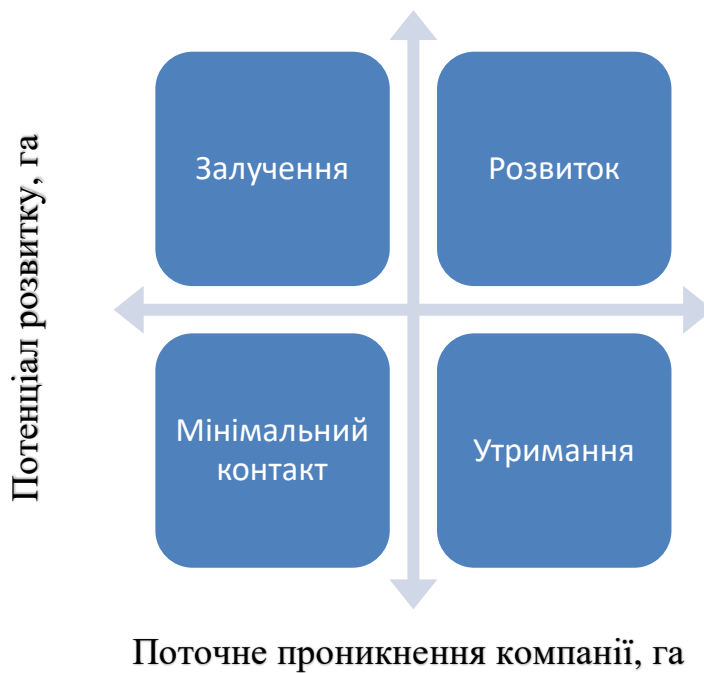 Потенціал розвитку, га
Залучення
Розвиток
Мінімальний
контакт
Утримання
Поточне проникнення компанії, га